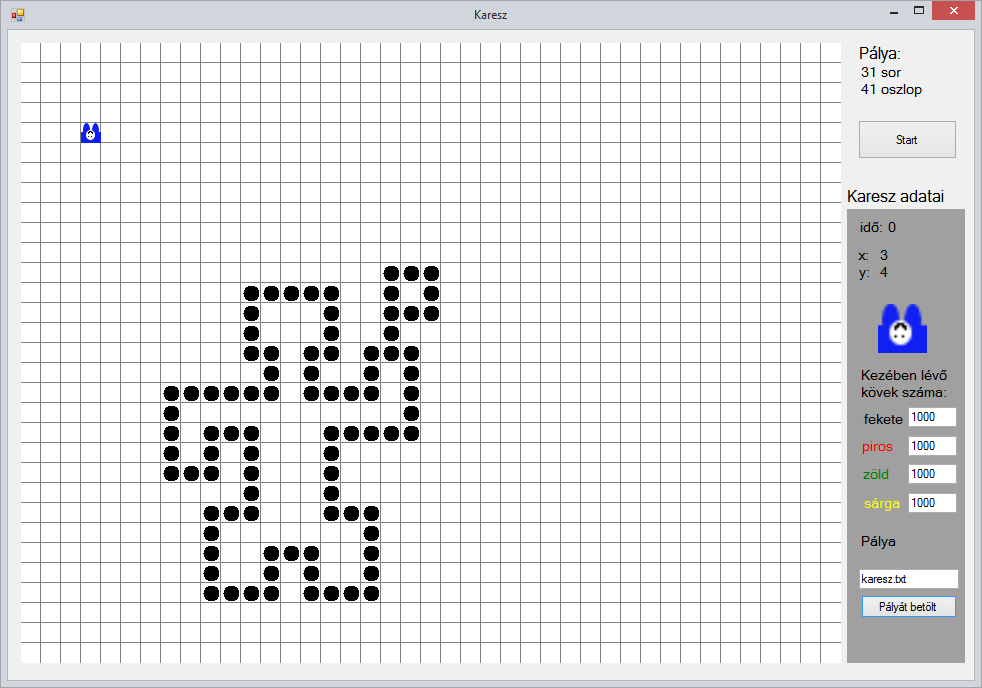 Karesz
Pálya:
31 sor
41 oszlop
Start
Karesz adatai
idő: 0
x: 3
y: 4
Kezében lévő
kövek száma:
fekete 1000
piros 1000
zöld 1000
sárga 1000
Pálya
karesz.txt
Pályát betölt